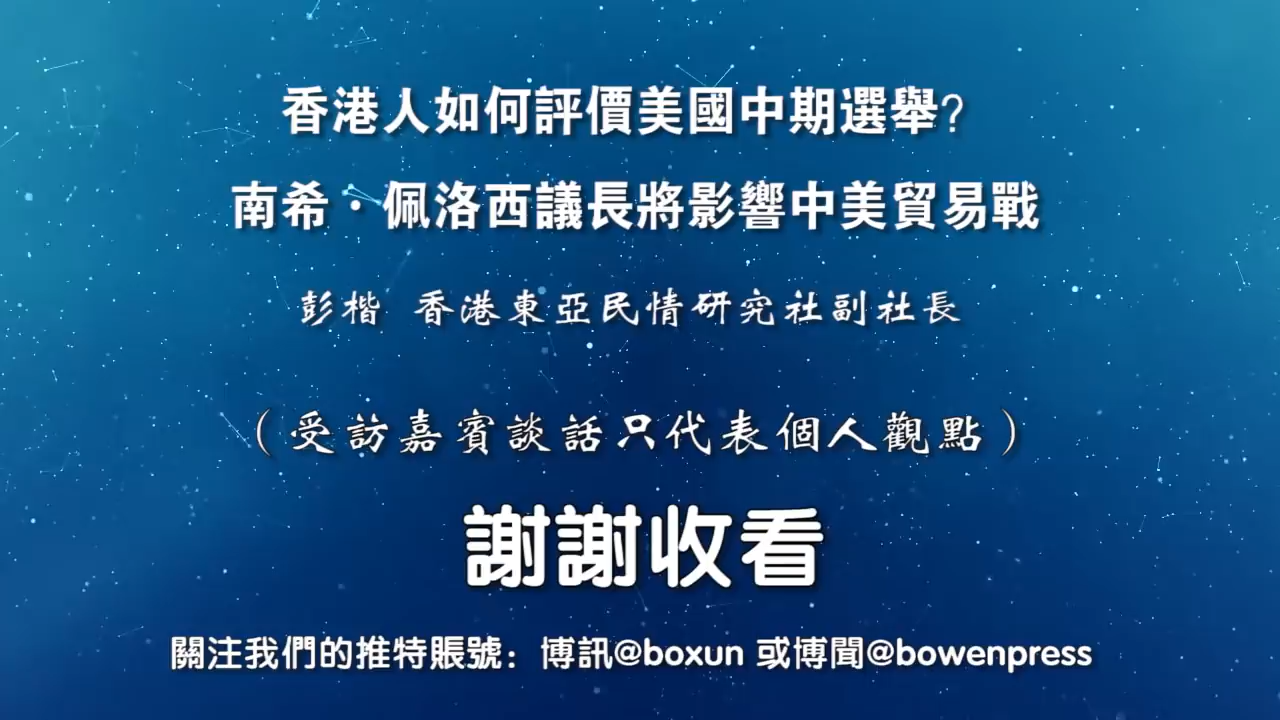 香港人如何評價美國中期選舉?
南希·佩洛西議長將影響中美貿易戰
彭楷 香港東亞民情研究社副社長
（受訪嘉賓談話只代表個人觀點）
謝謝收看
關注我們的推特賬號：博訊@boxun 或博聞@bowenpress